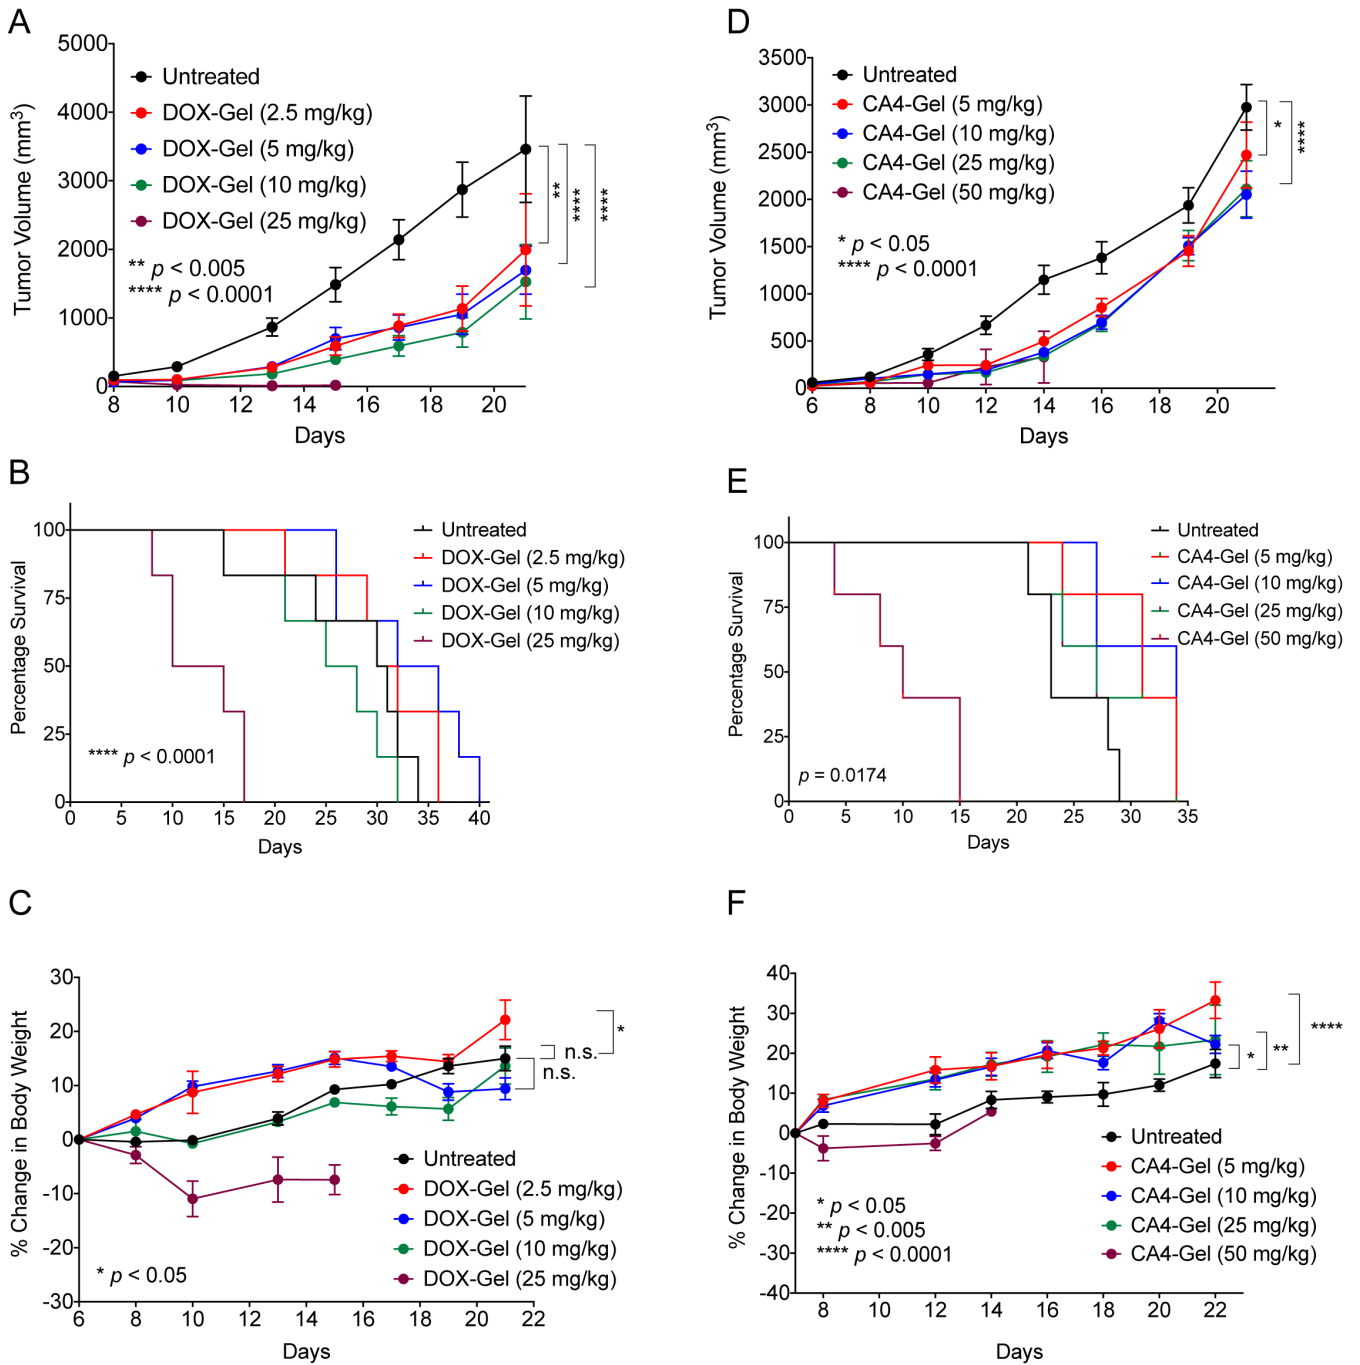 A
5000
4000
3000
2000
1000
0
Tumor Volume (mm³)
Untreated
DOX-Gel (2.5 mg/kg)
DOX-Gel (5 mg/kg)
DOX-Gel (10 mg/kg)
DOX-Gel (25 mg/kg)
** p < 0.005
**** p < 0.0001
**
****
****
8 10 12 14 16 18 20
Days
D
3500
3000
2500
2000
1500
1000
500
0
Tumor Volume (mm³)
Untreated
CA4-Gel (5 mg/kg)
CA4-Gel (10 mg/kg)
CA4-Gel (25 mg/kg)
CA4-Gel (50 mg/kg)
* p < 0.05
**** p < 0.0001
*
****
6 8 10 12 14 16 18 20
Days
B
100
75
50
25
0
Percentage Survival
Untreated
DOX-Gel (2.5 mg/kg)
DOX-Gel (5 mg/kg)
DOX-Gel (10 mg/kg)
DOX-Gel (25 mg/kg)
**** p < 0.0001
0 5 10 15 20 25 30 35 40
Days
E
100
75
50
25
0
Percentage Survival
Untreated
CA4-Gel (5 mg/kg)
CA4-Gel (10 mg/kg)
CA4-Gel (25 mg/kg)
CA4-Gel (50 mg/kg)
p = 0.0174
0 5 10 15 20 25 30 35
Days
C
30
20
10
0
-10
-20
-30
% Change in Body Weight
*
n.s.
n.s.
Untreated
DOX-Gel (2.5 mg/kg)
DOX-Gel (5 mg/kg)
DOX-Gel (10 mg/kg)
DOX-Gel (25 mg/kg)
* p < 0.05
6 8 10 12 14 16 18 20 22
Days
F
40
30
20
10
0
-10
-20
-30
-40
% Change in Body Weight
*
**
****
Untreated
CA4-Gel (5 mg/kg)
CA4-Gel (10 mg/kg)
CA4-Gel (25 mg/kg)
CA4-Gel (50 mg/kg)
* p < 0.05
** p < 0.005
**** p < 0.0001
8 10 12 14 16 18 20 22
Days